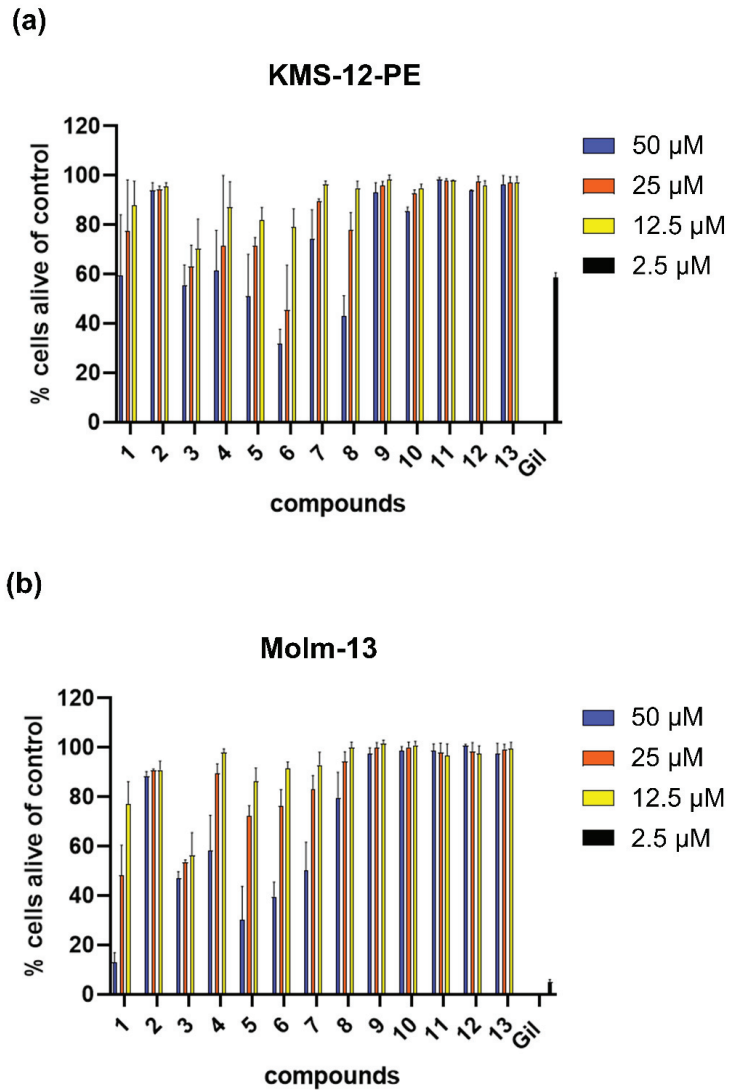 (a)
KMS-12-PE
% cells alive of control
120
100
80
60
40
20
0
1 2 3 4 5 6 7 8 9 10 11 12 13 Gil
compounds
50 µM
25 µM
12.5 µM
2.5 µM
(b)
Molm-13
% cells alive of control
120
100
80
60
40
20
0
1 2 3 4 5 6 7 8 9 10 11 12 13 Gil
compounds
50 µM
25 µM
12.5 µM
2.5 µM